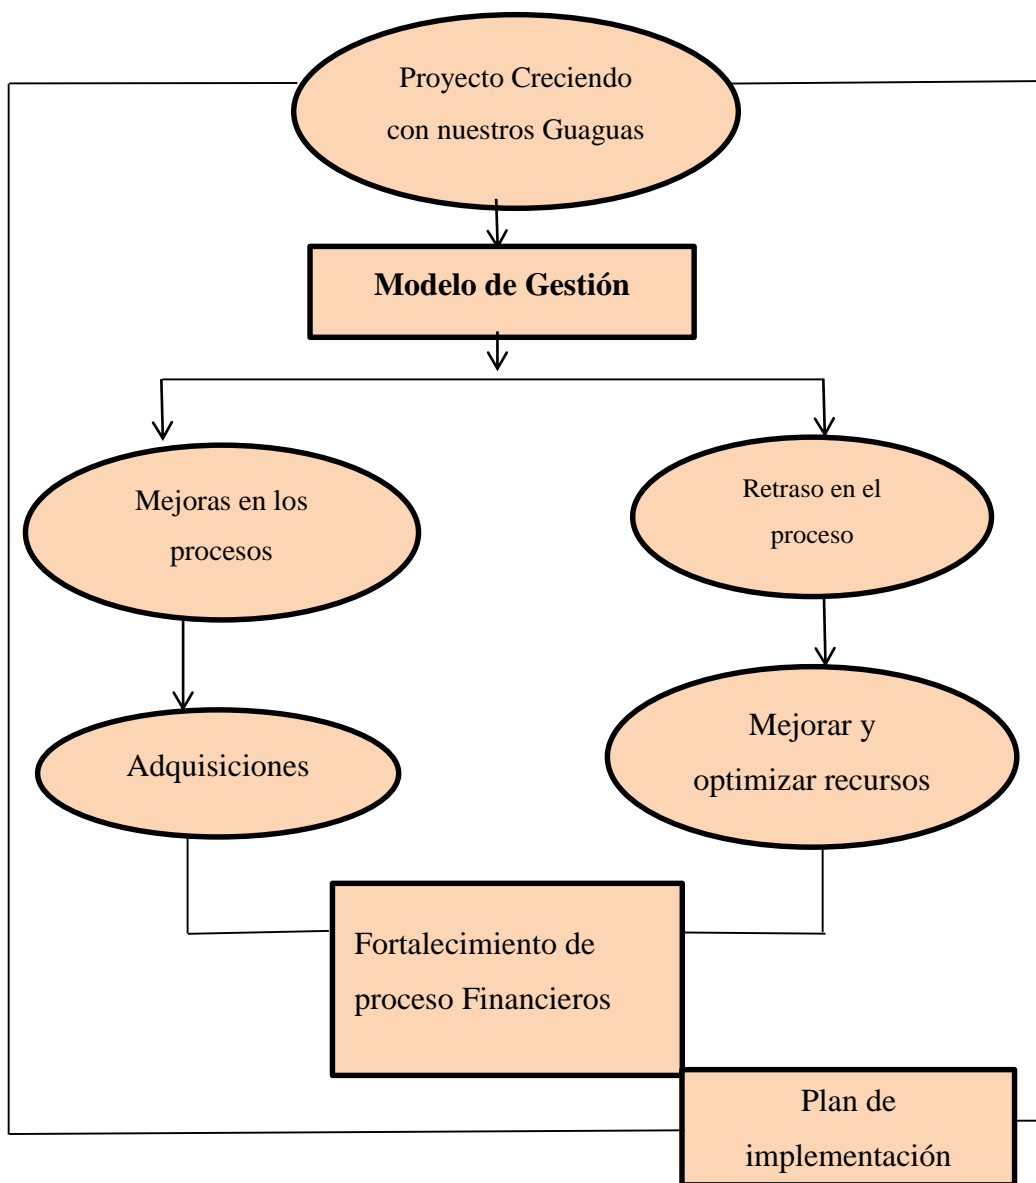 Proyecto Creciendo
con nuestros Guaguas
Modelo de Gestión
Mejoras en los
procesos
Retraso en el
proceso
Adquisiciones
Mejorar y
optimizar recursos
Fortalecimiento de
proceso Financieros
Plan de
implementación